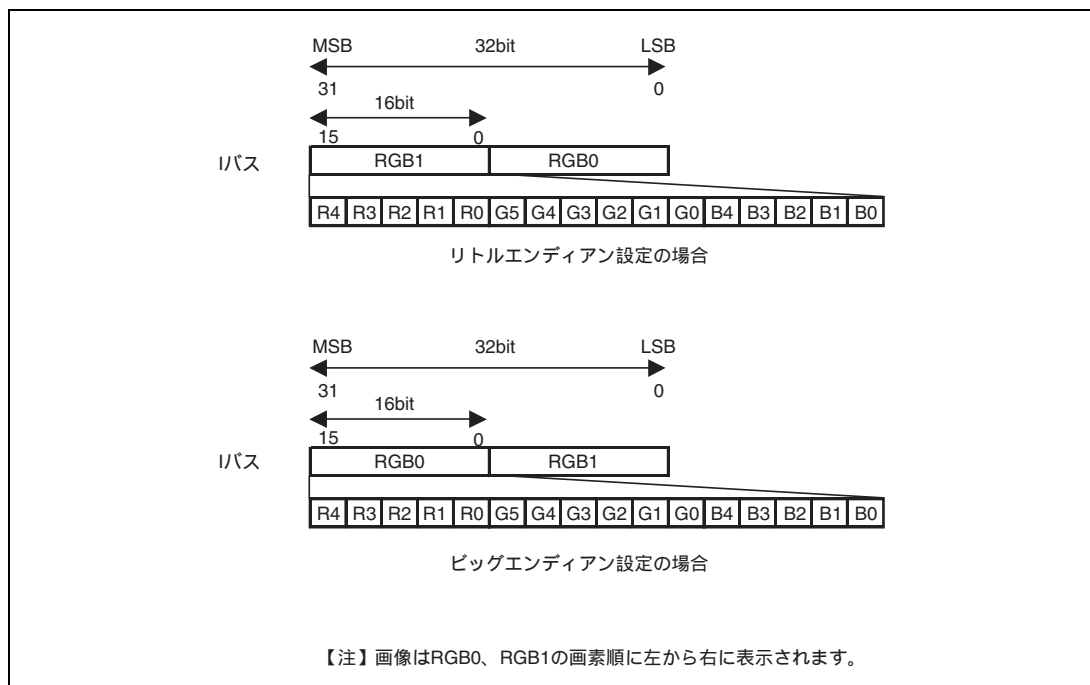 MSB 32bit LSB
31 0
16bit
15 0
Iバス RGB1 RGB0
R4 R3 R2 R1 R0 G5 G4 G3 G2 G1 G0 B4 B3 B2 B1 B0
リトルエンディアン設定の場合
MSB 32bit LSB
31 0
16bit
15 0
Iバス RGB0 RGB1
R4 R3 R2 R1 R0 G5 G4 G3 G2 G1 G0 B4 B3 B2 B1 B0
ビッグエンディアン設定の場合
【注】画像はRGB0、RGB1の画素順に左から右に表示されます。